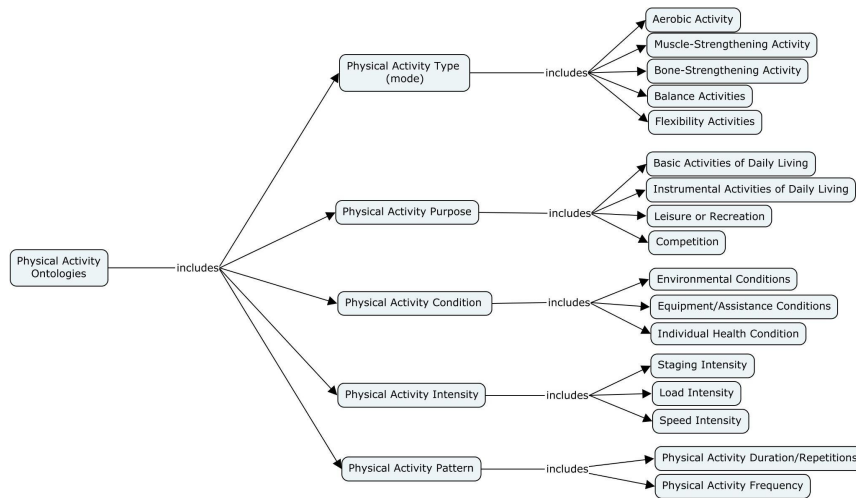 Physical Activity
Ontologies
includes
Physical Activity Type
(mode)
includes
Aerobic Activity
Muscle-Strengthening Activity
Bone-Strengthening Activity
Balance Activities
Flexibility Activities
Physical Activity Purpose
includes
Basic Activities of Daily Living
Instrumental Activities of Daily Living
Leisure or Recreation
Competition
Physical Activity Condition
includes
Environmental Conditions
Equipment/Assistance Conditions
Individual Health Condition
Physical Activity Intensity
includes
Staging Intensity
Load Intensity
Speed Intensity
Physical Activity Pattern
includes
Physical Activity Duration/Repetitions
Physical Activity Frequency